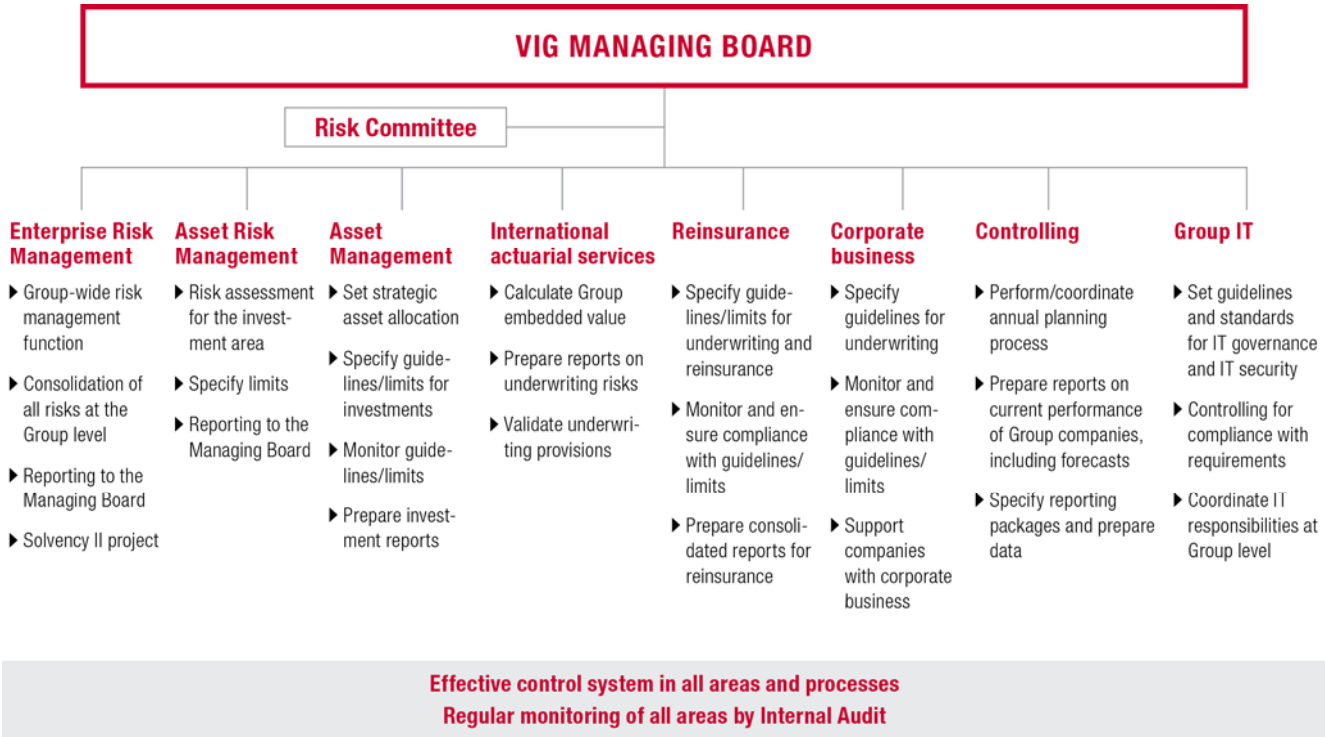 VIG MANAGING BOARD
Risk Committee
Enterprise Risk
Management
▶ Group-wide risk
management
function
▶ Consolidation of
all risks at the
Group level
▶ Reporting to the
Managing Board
▶ Solvency II project
Asset Risk
Management
▶ Risk assessment
for the invest-
ment area
▶ Specify limits
▶ Reporting to the
Managing Board
Asset
Management
▶ Set strategic
asset allocation
▶ Specify guide-
lines/limits for
investments
▶ Monitor guide-
lines/limits
▶ Prepare invest-
ment reports
International
actuarial services
▶ Calculate Group
embedded value
▶ Prepare reports on
underwriting risks
▶ Validate underwri-
ting provisions
Reinsurance
▶ Specify guide-
lines/limits for
underwriting and
reinsurance
▶ Monitor and en-
sure compliance
with guidelines/
limits
▶ Prepare consoli-
dated reports for
reinsurance
Corporate
business
▶ Specify
guidelines for
underwriting
▶ Monitor and
ensure com-
pliance with
guidelines/
limits
▶ Support
companies
with corporate
business
Controlling
▶ Perform/coordinate
annual planning
process
▶ Prepare reports on
current performance
of Group companies,
including forecasts
▶ Specify reporting
packages and prepare
data
Group IT
▶ Set guidelines
and standards
for IT governance
and IT security
▶ Controlling for
compliance with
requirements
▶ Coordinate IT
responsibilities at
Group level
Effective control system in all areas and processes
Regular monitoring of all areas by Internal Audit